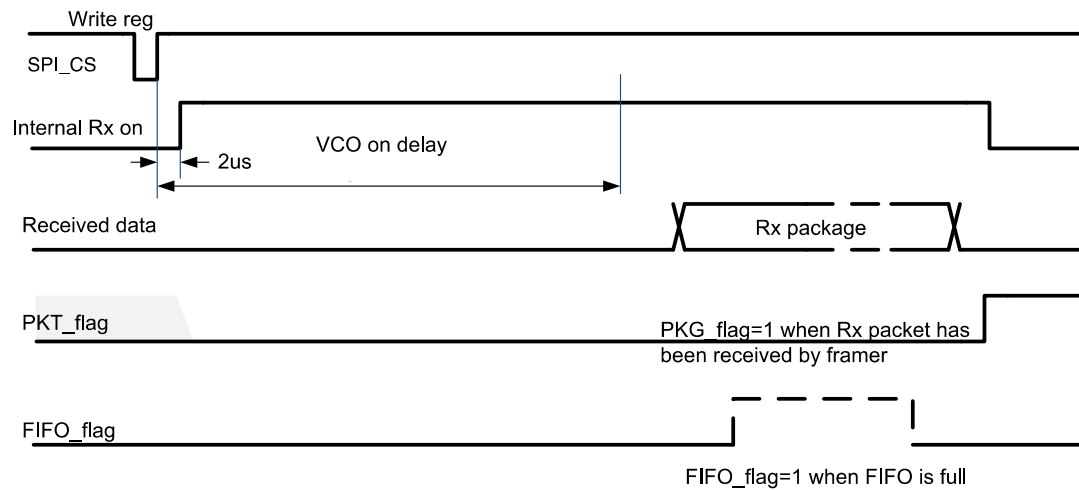 Write reg
SPI_CS
Internal Rx on
VCO on delay
2us
Received data
Rx package
PKT_flag
PKG_flag=1 when Rx packet has
been received by framer
FIFO_flag
FIFO_flag=1 when FIFO is full